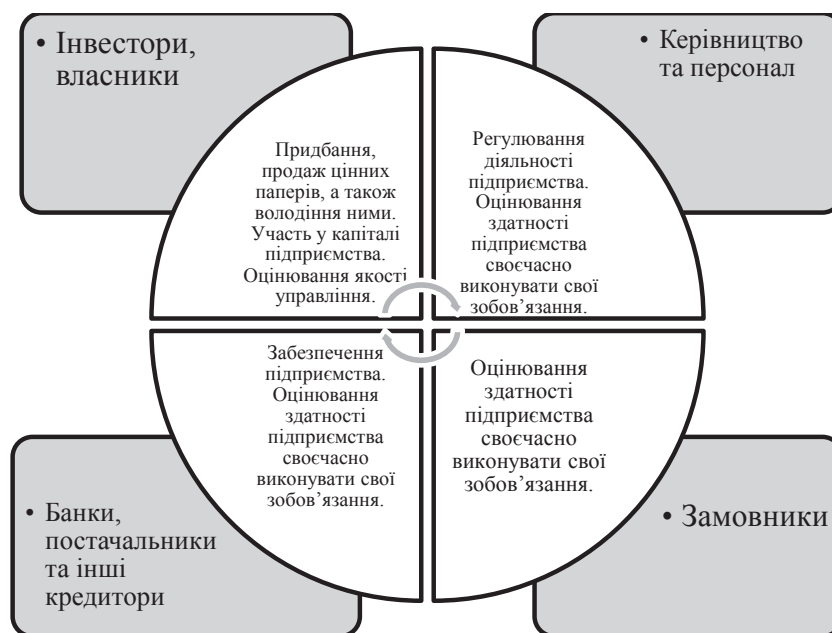 • Інвестори,
власники
• Керівництво
та персонал
Придбання,
продаж цінних
паперів, а також
володіння ними.
Участь у капіталі
підприємства.
Оцінювання якості
управління.
Регулювання
діяльності
підприємства.
Оцінювання
здатності
підприємства
своєчасно
виконувати свої
зобов’язання.
Забезпечення
підприємства.
Оцінювання
здатності
підприємства
своєчасно
виконувати свої
зобов’язання.
Оцінювання
здатності
підприємства
своєчасно
виконувати свої
зобов’язання.
• Банки,
постачальники
та інші
кредитори
• Замовники